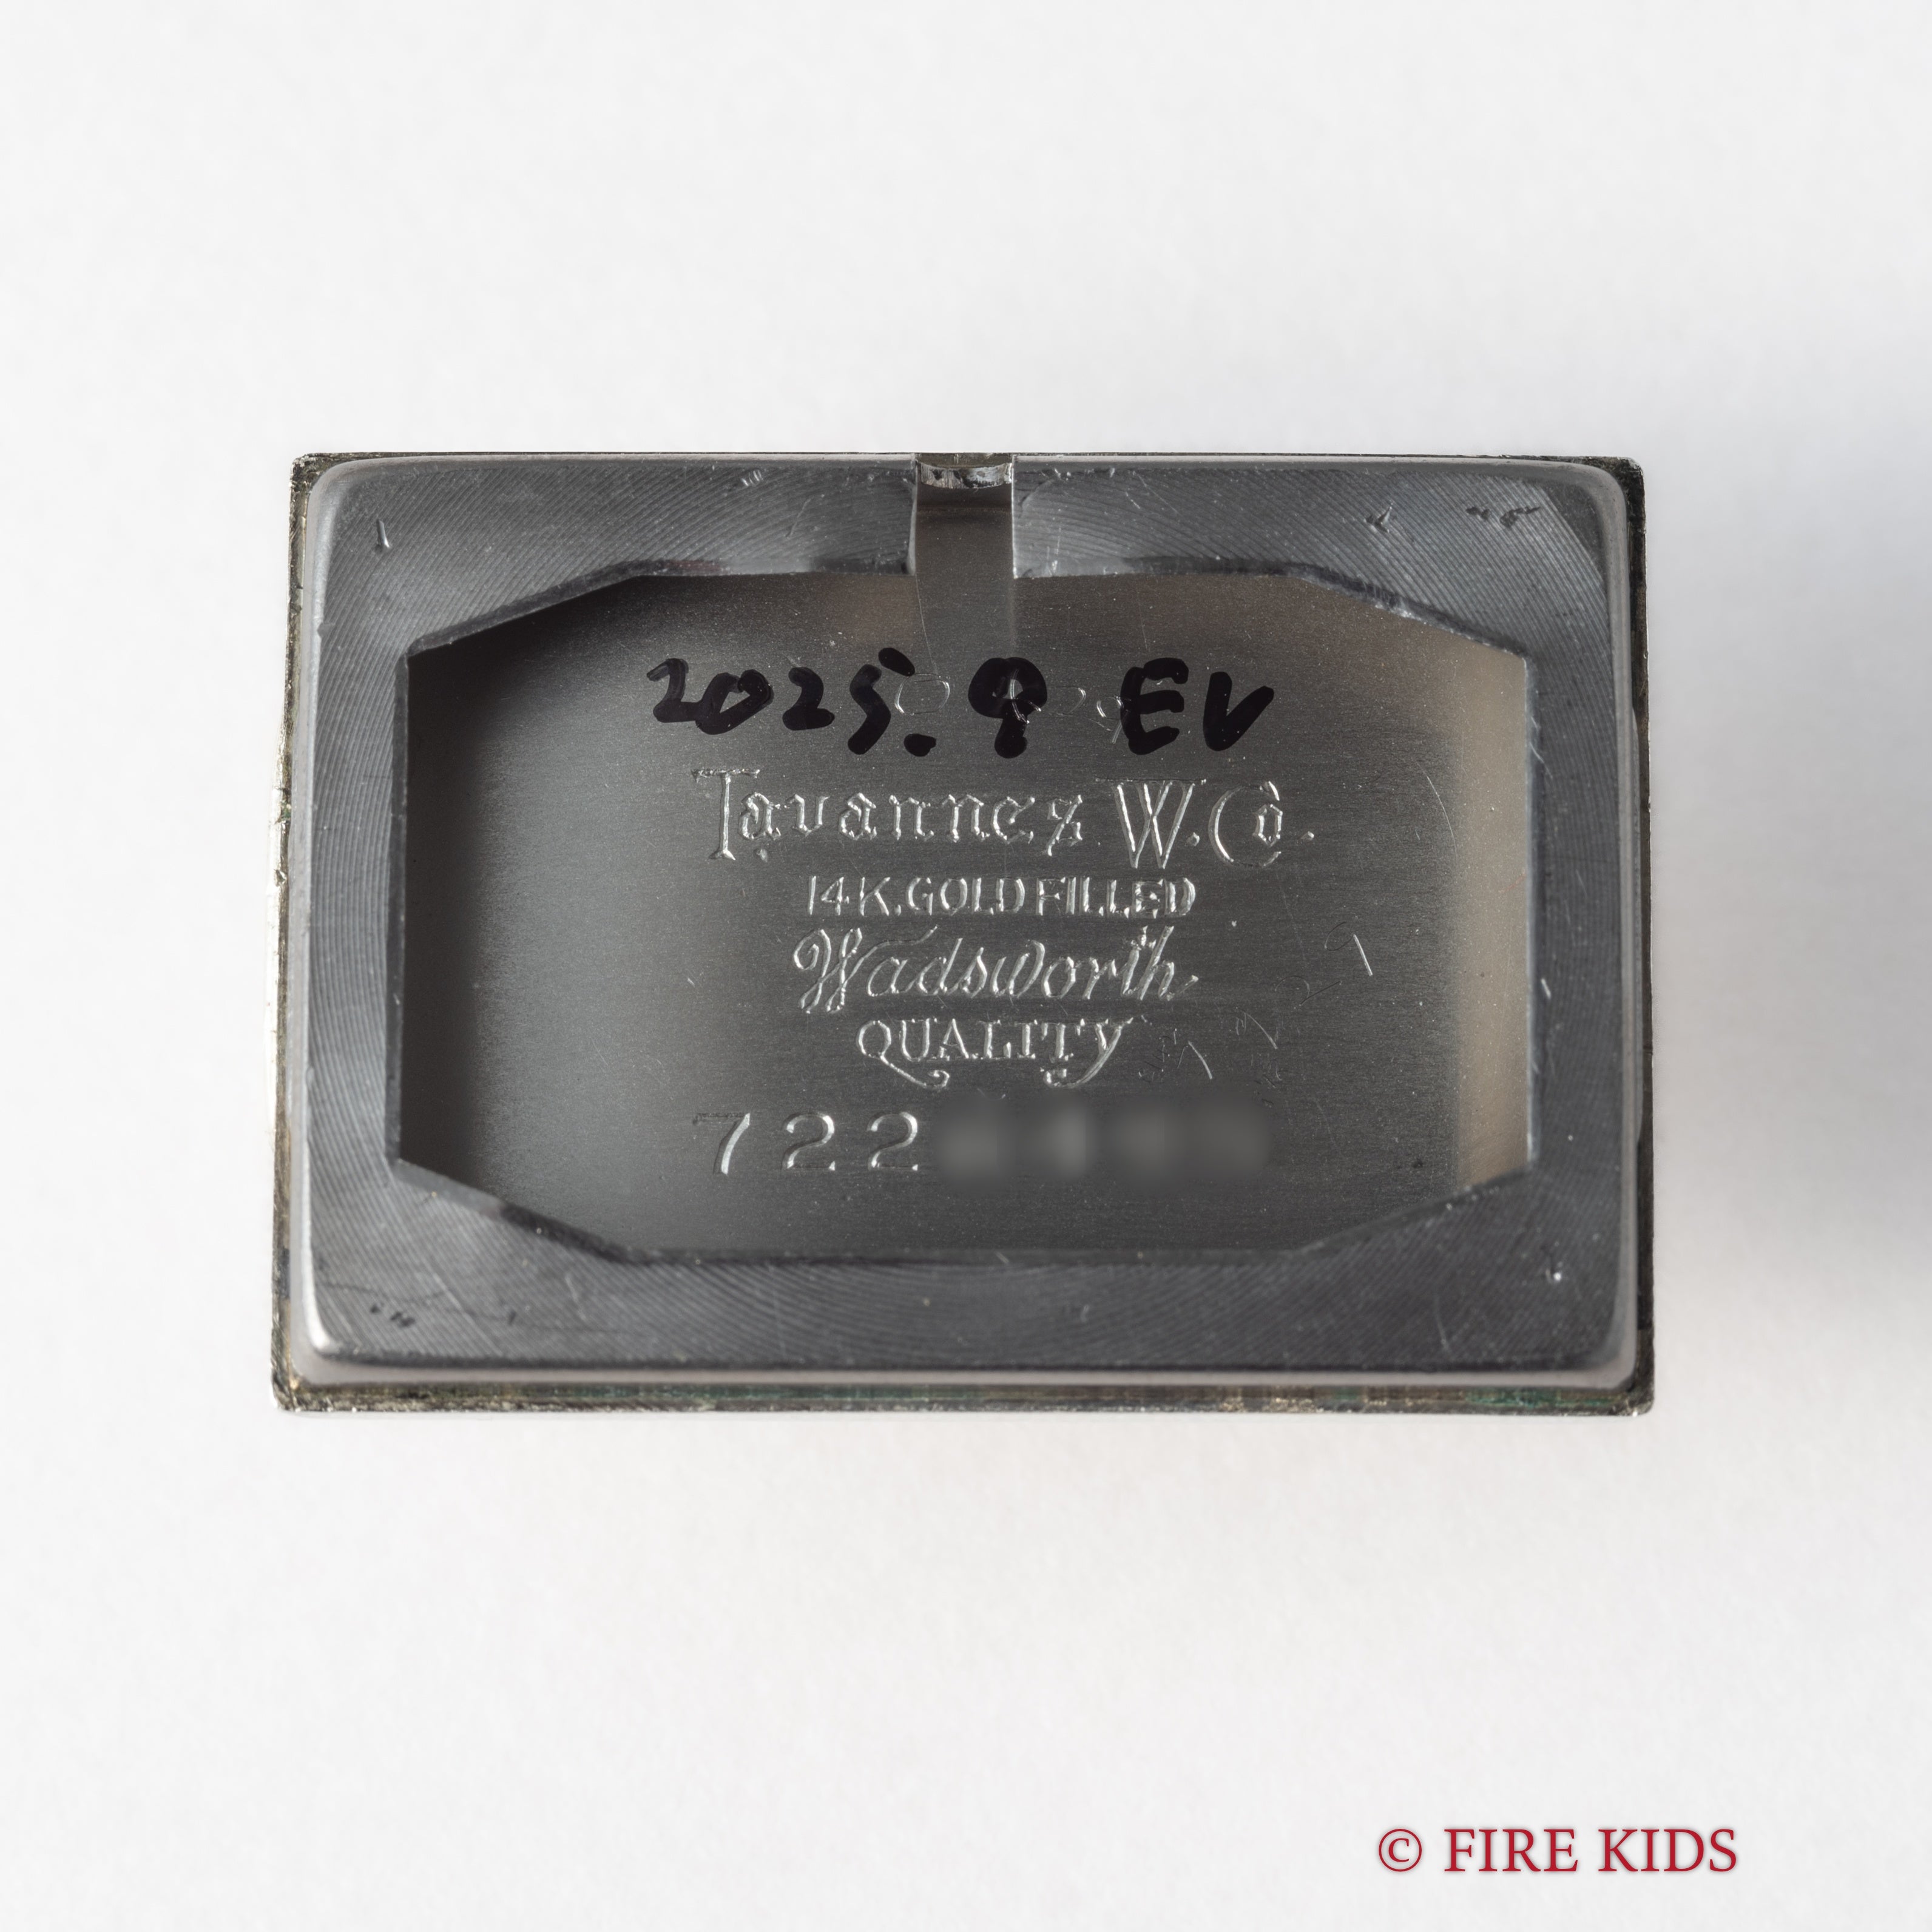 2025.9 EV
Tavannes W. Co.
14K.GOLD FILLED
Wadsworth
QUALITY
722
© FIRE KIDS